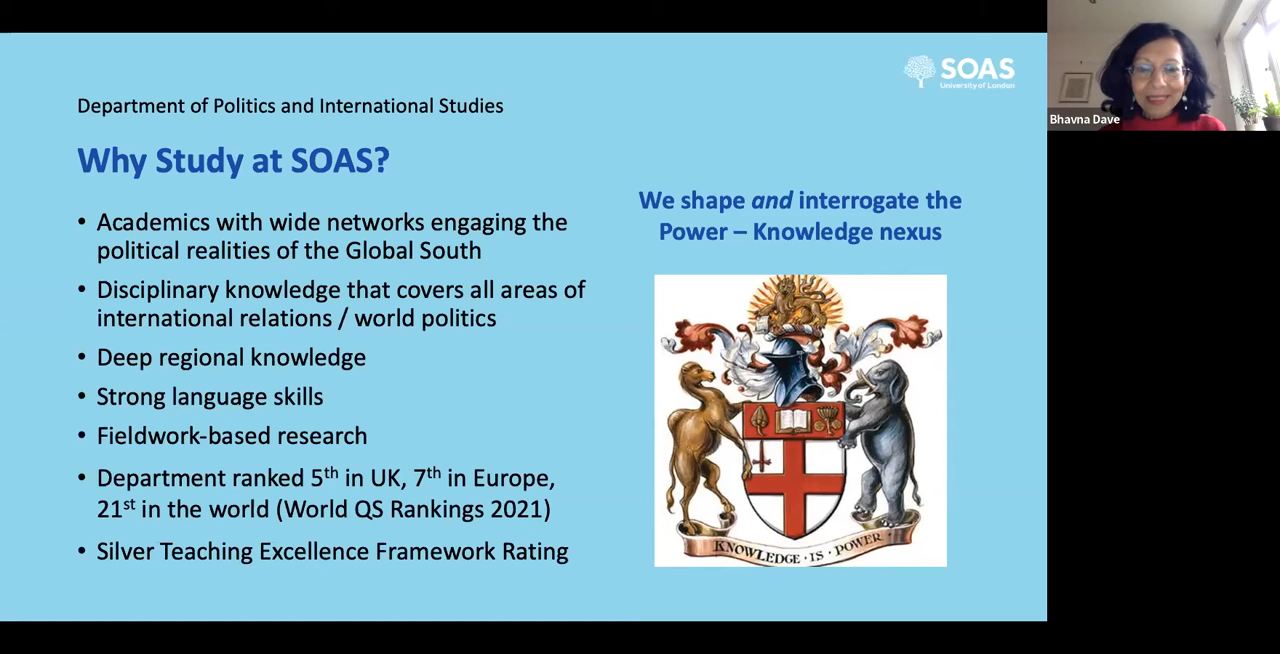 SOAS
University of London
Department of Politics and International Studies
Why Study at SOAS?
• Academics with wide networks engaging the
political realities of the Global South
• Disciplinary knowledge that covers all areas of
international relations / world politics
• Deep regional knowledge
• Strong language skills
• Fieldwork-based research
• Department ranked 5th in UK, 7th in Europe,
21st in the world (World QS Rankings 2021)
• Silver Teaching Excellence Framework Rating
We shape and interrogate the
Power – Knowledge nexus
KNOWLEDGE · IS · POWER
Bhavna Dave